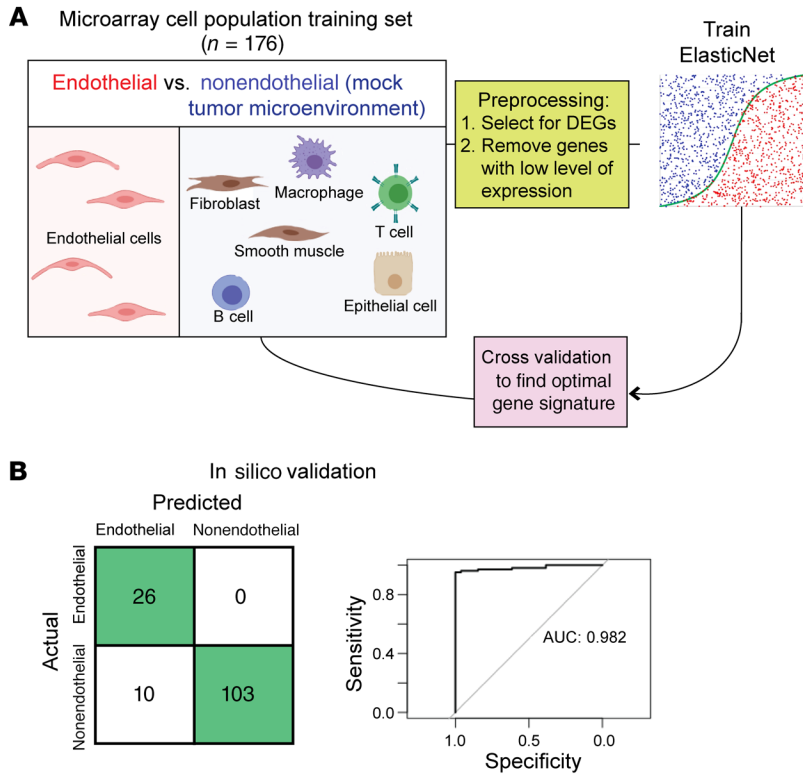 A
Microarray cell population training set
(n = 176)
Endothelial vs. nonendothelial (mock
tumor microenvironment)
Endothelial cells
Fibroblast
Macrophage
T cell
Smooth muscle
B cell
Epithelial cell
Preprocessing:
1. Select for DEGs
2. Remove genes
with low level of
expression
Train
ElasticNet
Cross validation
to find optimal
gene signature
B
In silico validation
Predicted
Endothelial Nonendothelial
Actual
Endothelial
26 0
Nonendothelial
10 103
Sensitivity
0.8
0.4
0.0
AUC: 0.982
1.0 0.5 0.0
Specificity